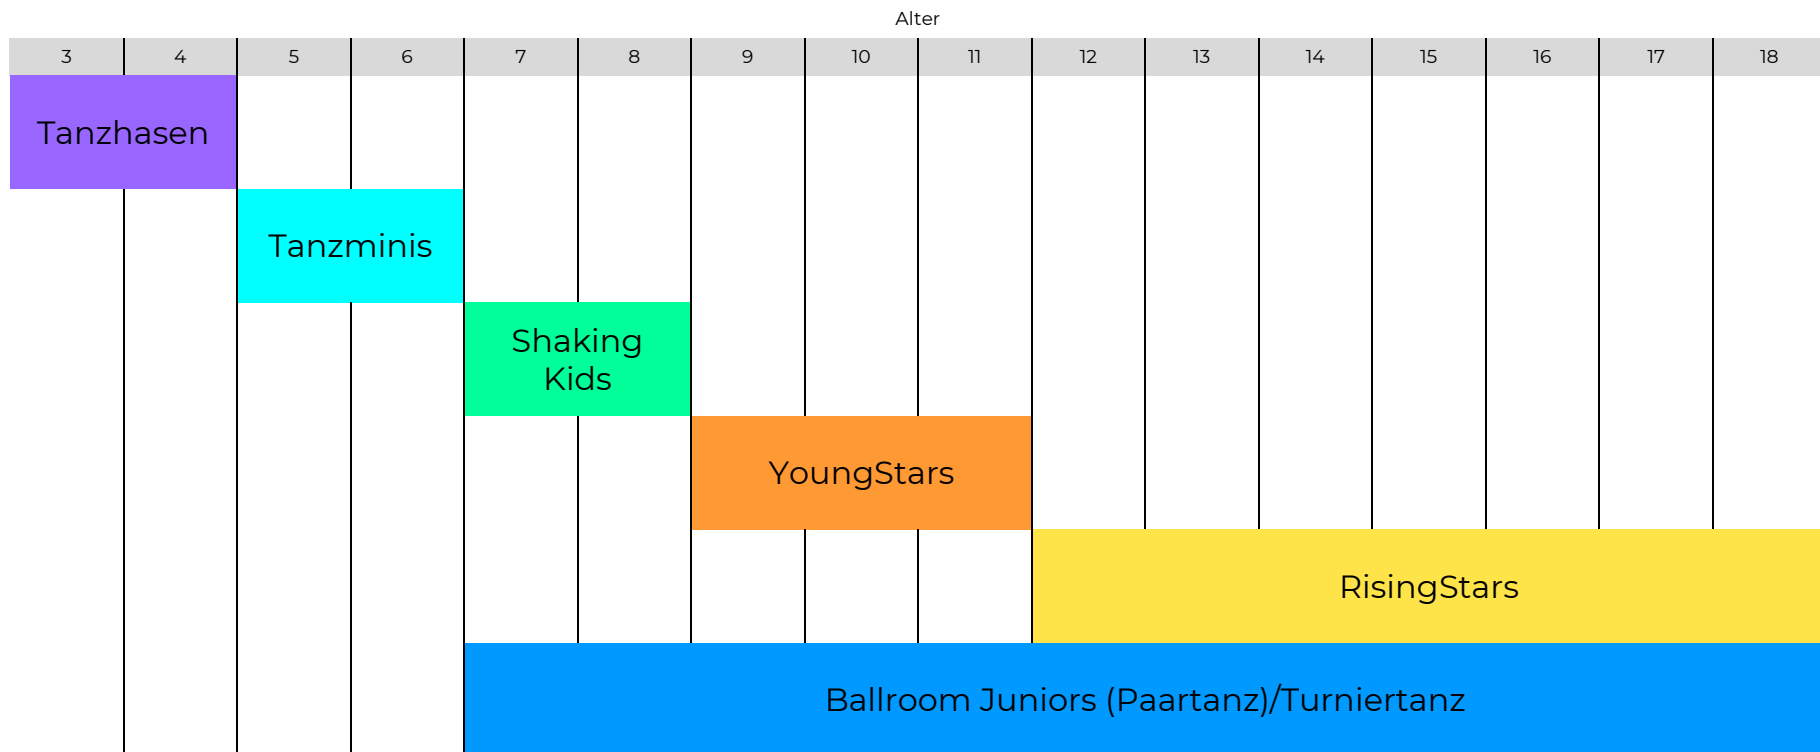 Alter
3 4 5 6 7 8 9 10 11 12 13 14 15 16 17 18
Tanzhasen
Tanzminis
Shaking
Kids
YoungStars
RisingStars
Ballroom Juniors (Paartanz)/Turniertanz